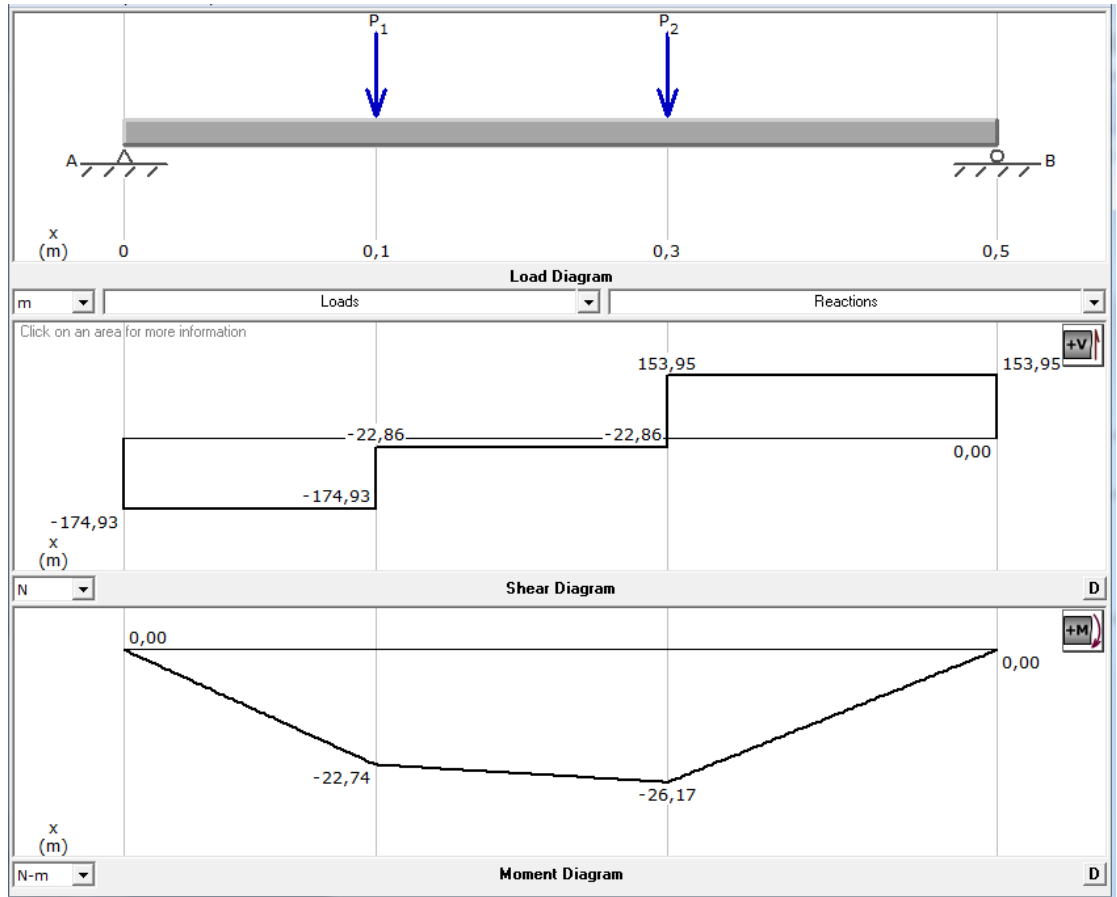 P1 P2
A B
x
(m) 0 0,1 0,3 0,5
Load Diagram
m Loads Reactions
Click on an area for more information
+V
153,95 153,95
-22,86 -22,86
0,00
-174,93
-174,93
x
(m)
N Shear Diagram D
+M
0,00
0,00
-22,74
-26,17
x
(m)
N-m Moment Diagram D